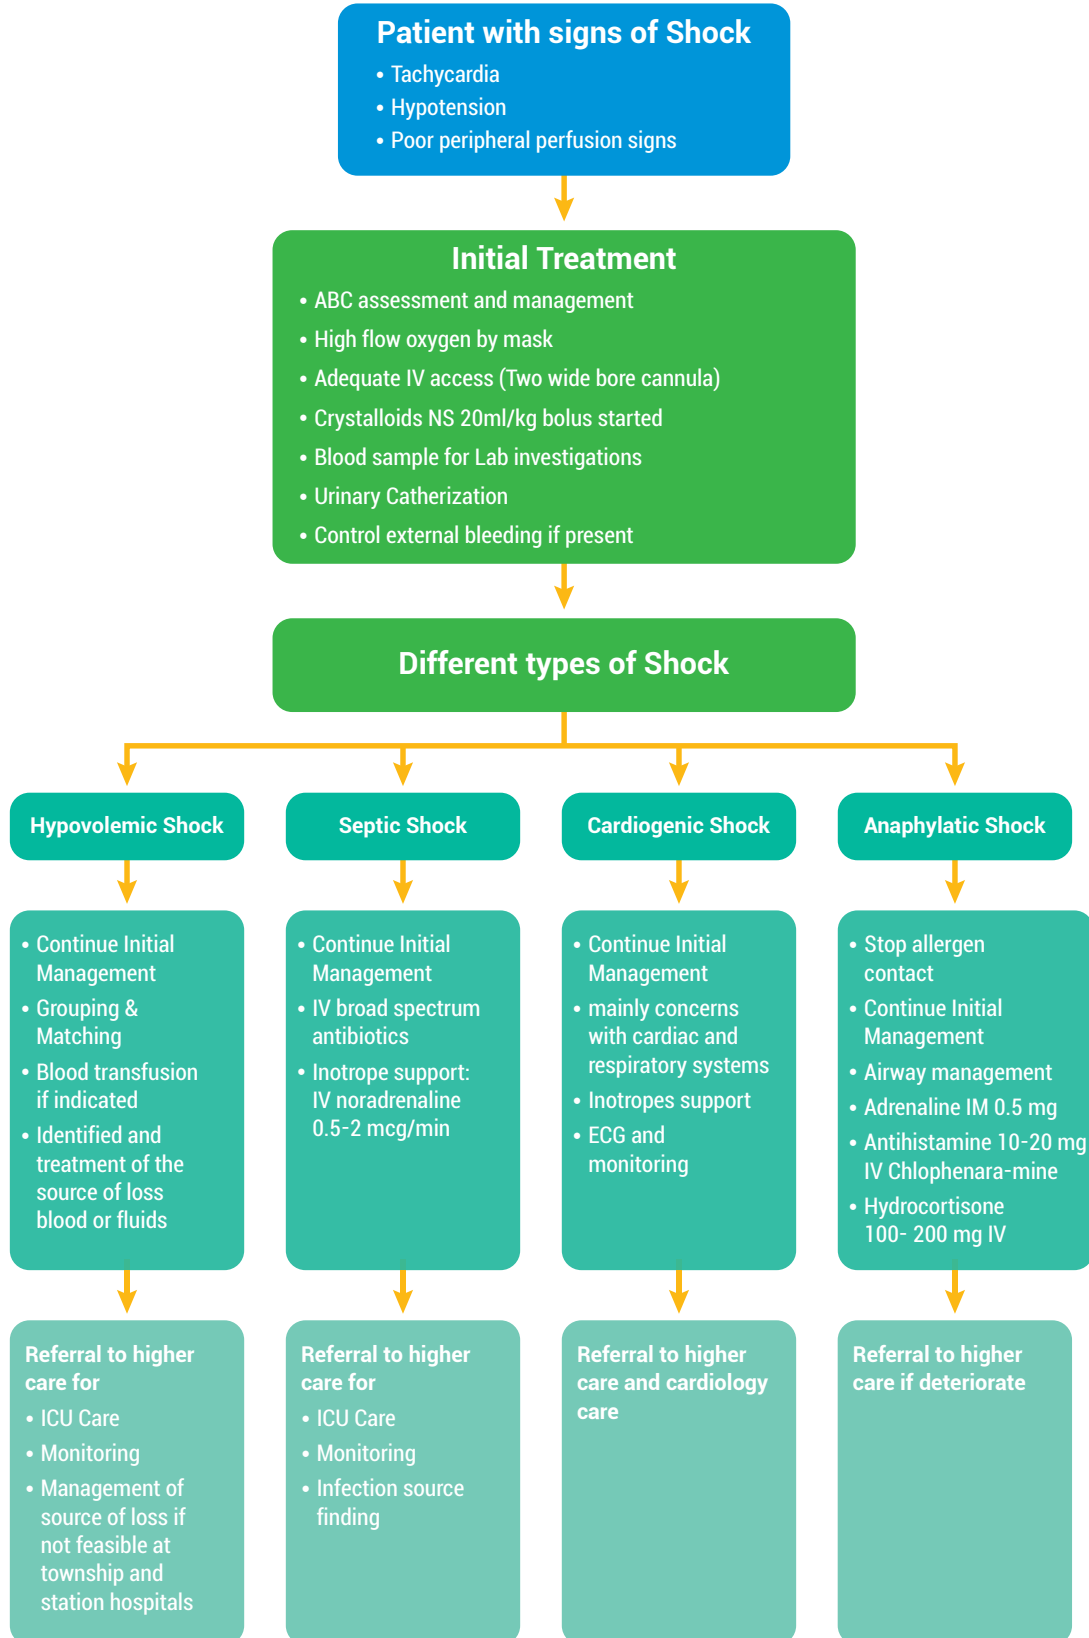 Patient with signs of Shock
• Tachycardia
• Hypotension
• Poor peripheral perfusion signs
Initial Treatment
• ABC assessment and management
• High flow oxygen by mask
• Adequate IV access (Two wide bore cannula)
• Crystalloids NS 20ml/kg bolus started
• Blood sample for Lab investigations
• Urinary Catherization
• Control external bleeding if present
Different types of Shock
Hypovolemic Shock
• Continue Initial
Management
• Grouping &
Matching
• Blood transfusion
if indicated
• Identified and
treatment of the
source of loss
blood or fluids
Referral to higher
care for
• ICU Care
• Monitoring
• Management of
source of loss if
not feasible at
township and
station hospitals
Septic Shock
• Continue Initial
Management
• IV broad spectrum
antibiotics
• Inotrope support:
IV noradrenaline
0.5-2 mcg/min
Referral to higher
care for
• ICU Care
• Monitoring
• Infection source
finding
Cardiogenic Shock
• Continue Initial
Management
• mainly concerns
with cardiac and
respiratory systems
• Inotropes support
• ECG and
monitoring
Referral to higher
care and cardiology
care
Anaphylatic Shock
• Stop allergen
contact
• Continue Initial
Management
• Airway management
• Adrenaline IM 0.5 mg
• Antihistamine 10-20 mg
IV Chlophenara-mine
• Hydrocortisone
100- 200 mg IV
Referral to higher
care if deteriorate